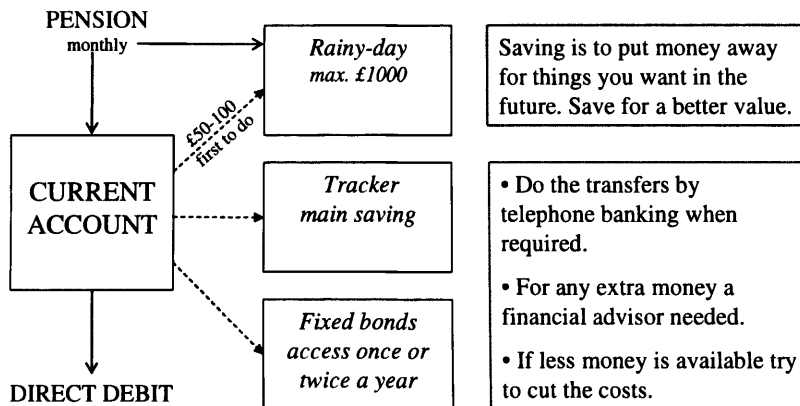 PENSION
monthly
Rainy-day
max. £1000
Saving is to put money away
for things you want in the
future. Save for a better value.
£50-100
first to do
CURRENT
ACCOUNT
Tracker
main saving
• Do the transfers by
telephone banking when
required.
• For any extra money a
financial advisor needed.
• If less money is available try
to cut the costs.
Fixed bonds
access once or
twice a year
DIRECT DEBIT